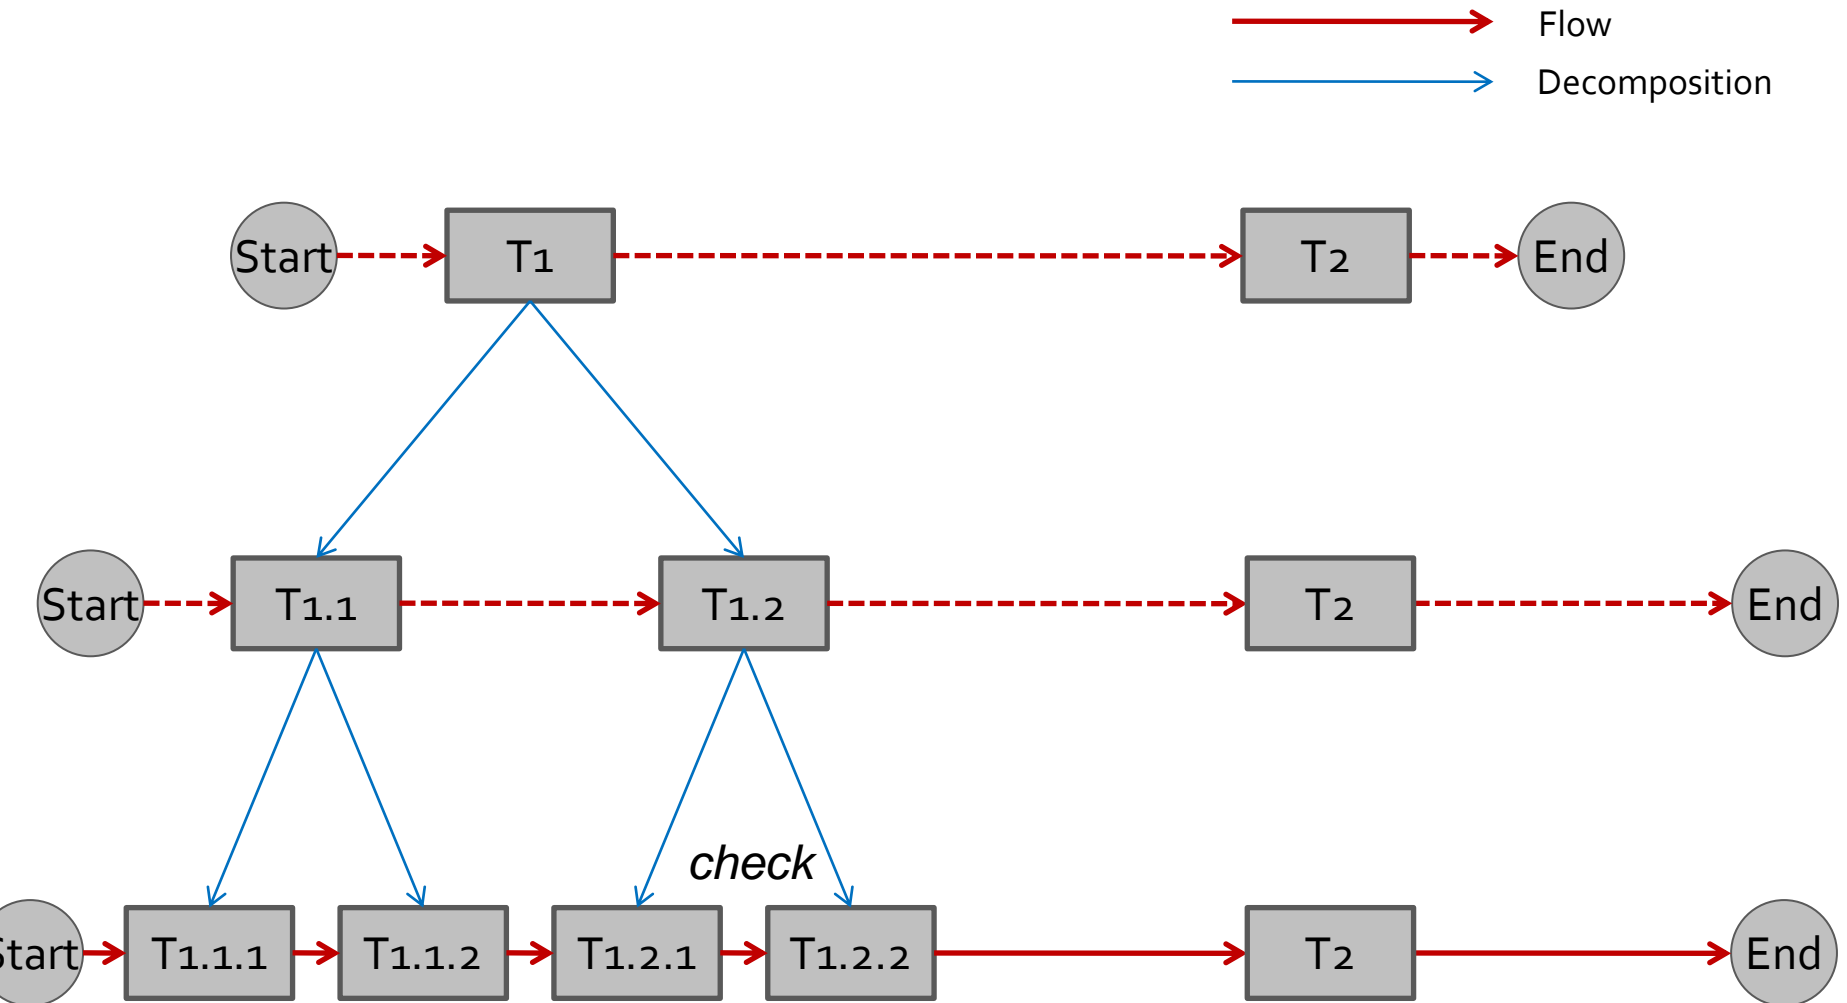 Flow
Decomposition
Start T1 T2 End
Start T1.1 T1.2 T2 End
check
Start T1.1.1 T1.1.2 T1.2.1 T1.2.2 T2 End